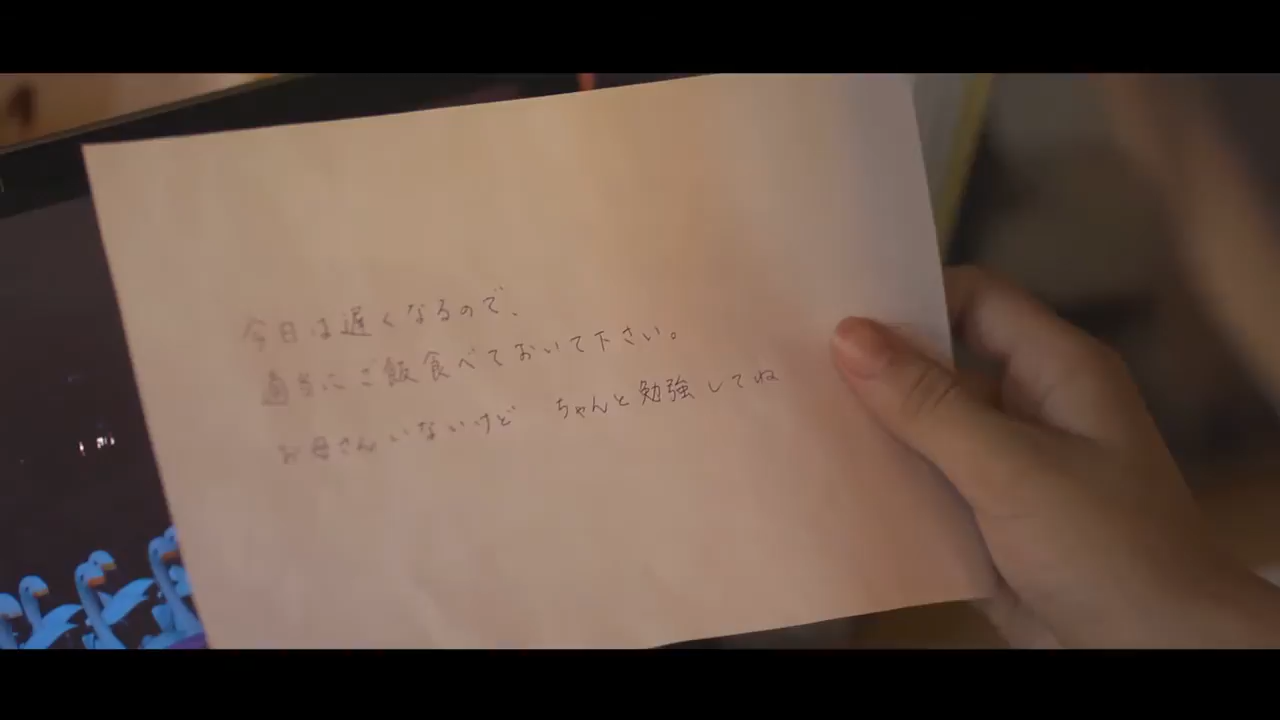 今日は遅くなるので、
適当にご飯食べておいて下さい。
お母さんいないけど ちゃんと勉強してね